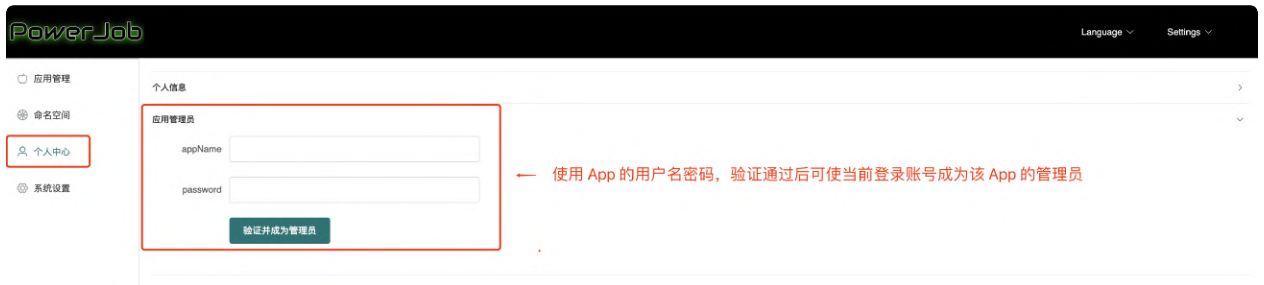 PowerJob
Language
Settings
应用管理
命名空间
个人中心
系统设置
个人信息
应用管理员
appName
password
验证并成为管理员
← 使用 App 的用户名密码，验证通过后可使当前登录账号成为该 App 的管理员